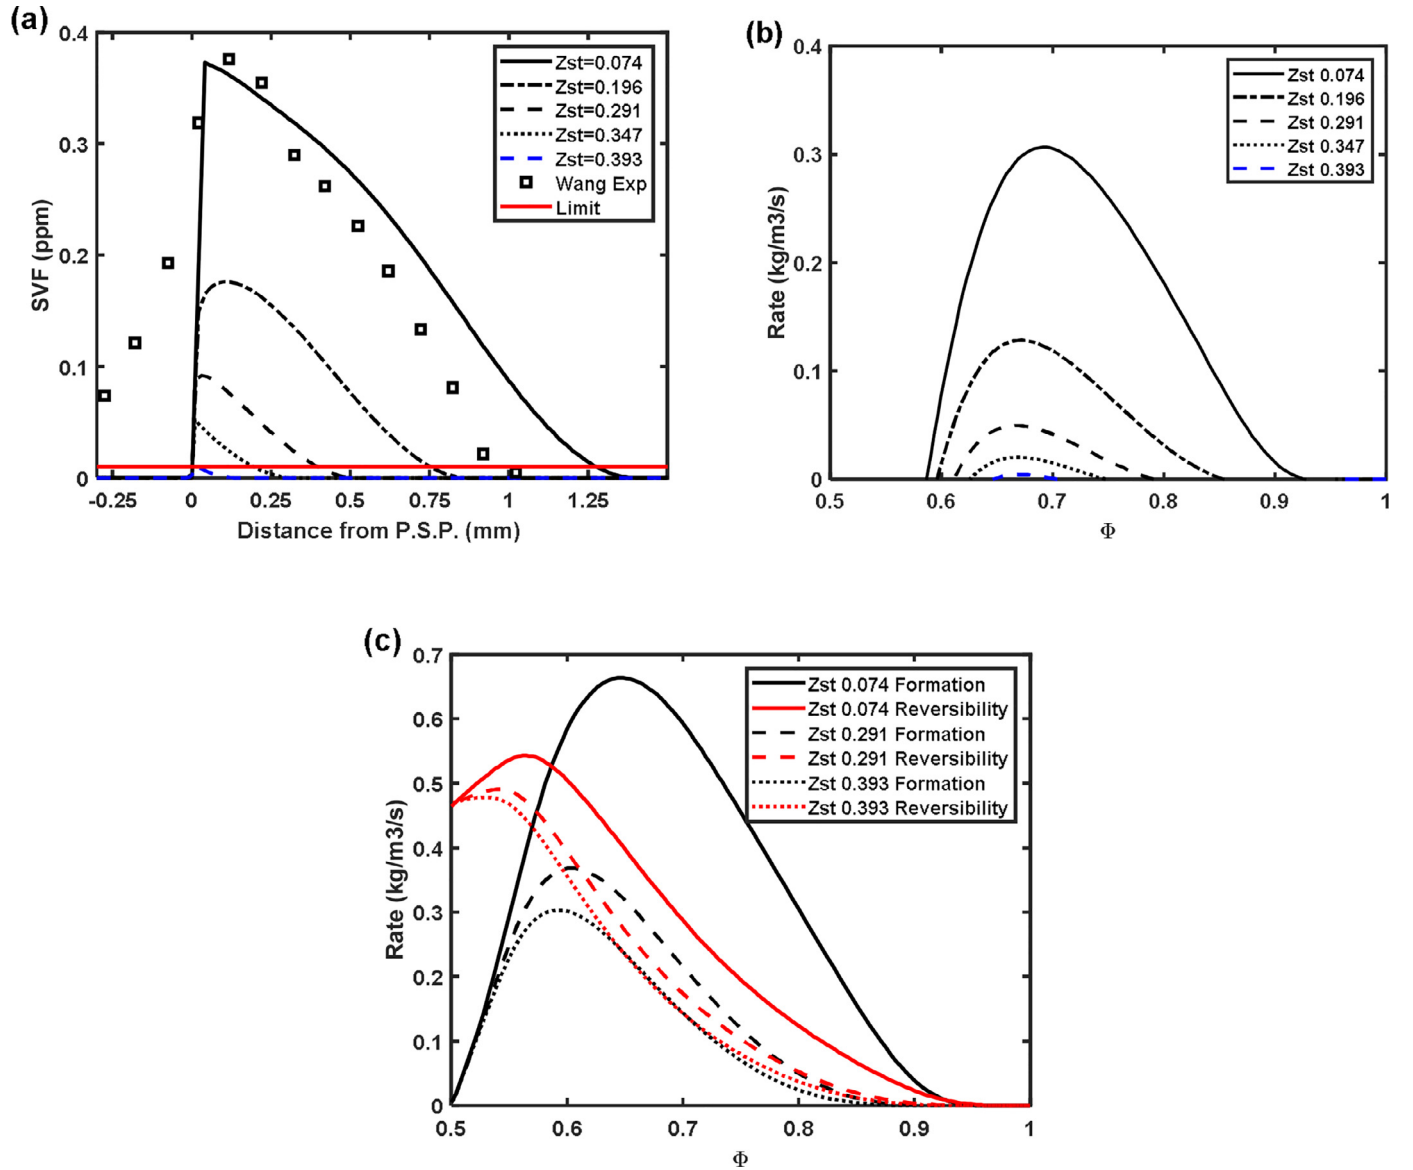 (a)
0.4
0.3
0.2
0.1
0
SVF (ppm)
-0.25
0
0.25
0.5
0.75
1
1.25
Distance from P.S.P. (mm)
Zst=0.074
Zst=0.196
Zst=0.291
Zst=0.347
Zst=0.393
Wang Exp
Limit
(b)
0.4
0.3
0.2
0.1
0
Rate (kg/m3/s)
0.5
0.6
0.7
0.8
0.9
1
Φ
Zst 0.074
Zst 0.196
Zst 0.291
Zst 0.347
Zst 0.393
(c)
0.7
0.6
0.5
0.4
0.3
0.2
0.1
0
Rate (kg/m3/s)
0.5
0.6
0.7
0.8
0.9
1
Φ
Zst 0.074 Formation
Zst 0.074 Reversibility
Zst 0.291 Formation
Zst 0.291 Reversibility
Zst 0.393 Formation
Zst 0.393 Reversibility